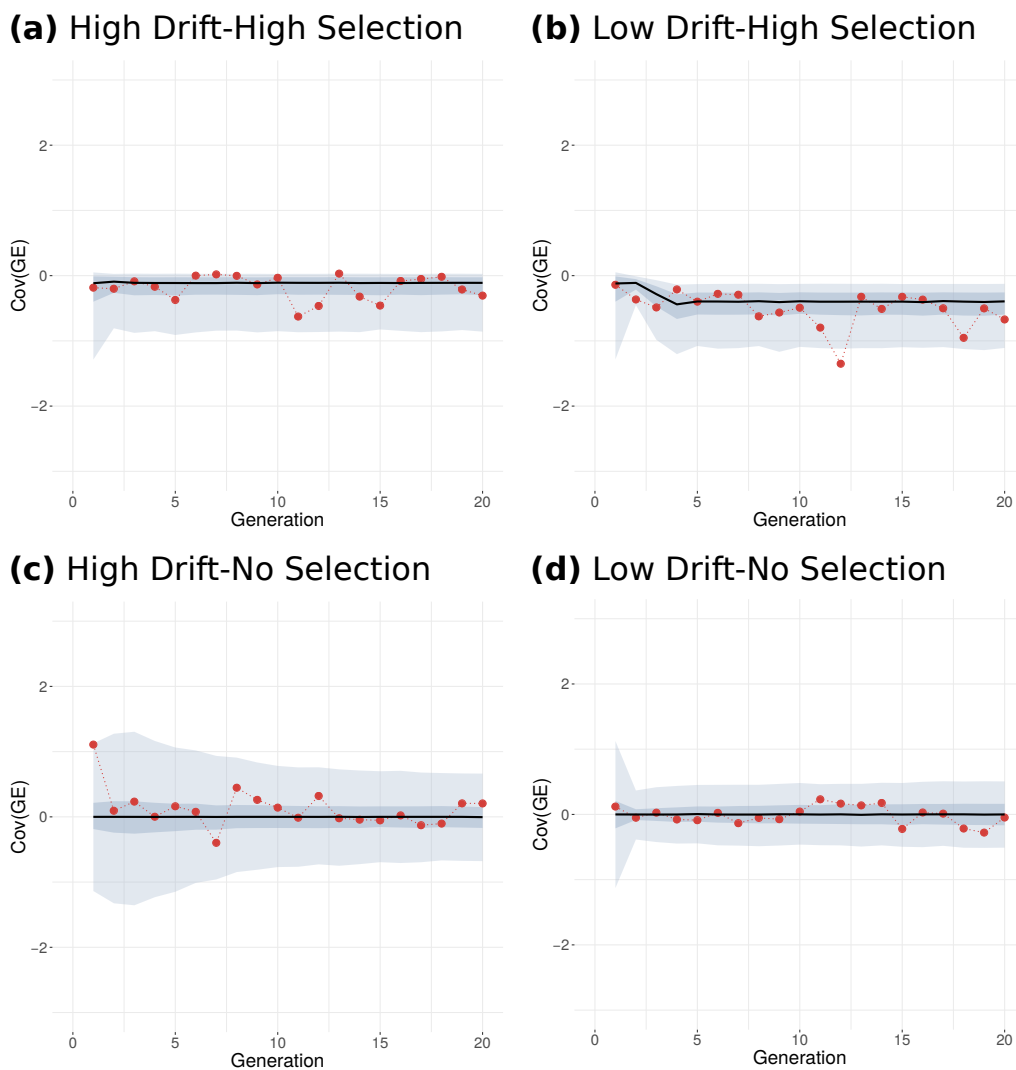 (a) High Drift-High Selection
(b) Low Drift-High Selection
Cov(GE)
2
0
−2
0
5
10
15
20
Generation
Cov(GE)
2
0
−2
0
5
10
15
20
Generation
(c) High Drift-No Selection
(d) Low Drift-No Selection
Cov(GE)
2
0
−2
0
5
10
15
20
Generation
Cov(GE)
2
0
−2
0
5
10
15
20
Generation